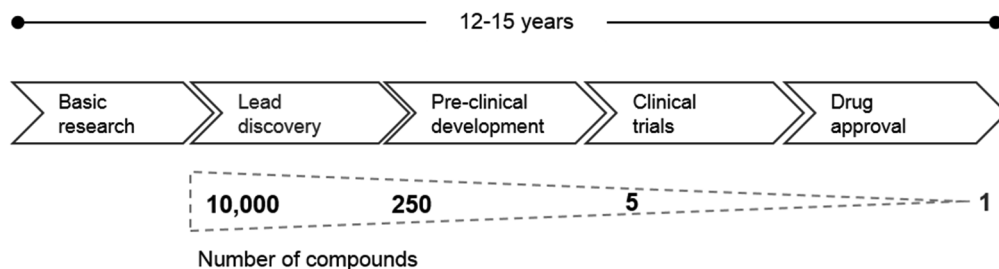 12-15 years
Basic
research
Lead
discovery
Pre-clinical
development
Clinical
trials
Drug
approval
10,000 250 5 1
Number of compounds